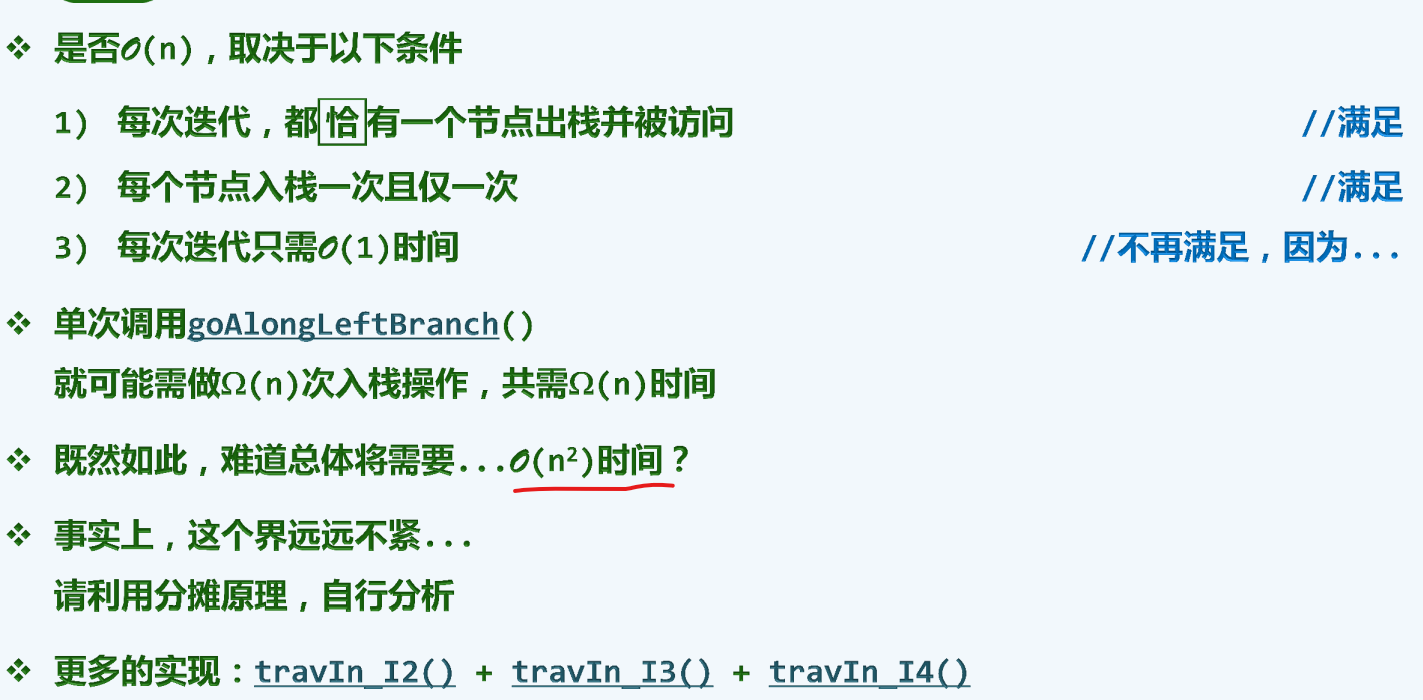 ❖ 是否𝒪(n)，取决于以下条件
1) 每次迭代，都恰有一个节点出栈并被访问 //满足
2) 每个节点入栈一次且仅一次 //满足
3) 每次迭代只需𝒪(1)时间 //不再满足，因为...
❖ 单次调用goAlongLeftBranch()
就可能需做Ω(n)次入栈操作，共需Ω(n)时间
❖ 既然如此，难道总体将需要...𝒪(n²)时间？
❖ 事实上，这个界远远不紧...
请利用分摊原理，自行分析
❖ 更多的实现：travIn_I2() + travIn_I3() + travIn_I4()